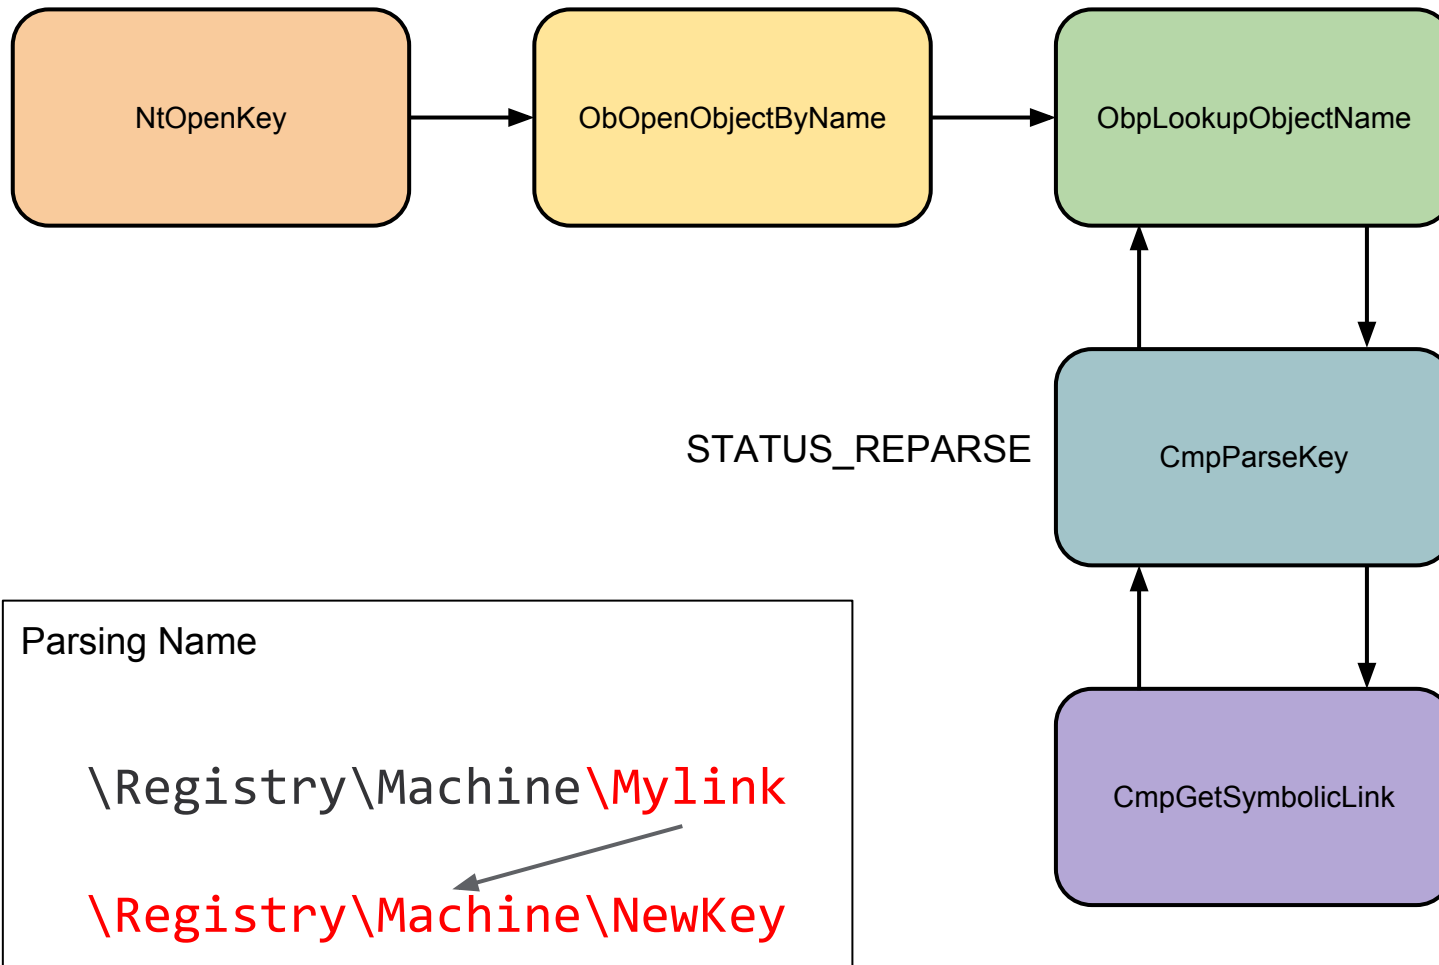 NtOpenKey
ObOpenObjectByName
ObpLookupObjectName
STATUS_REPARSE
CmpParseKey
Parsing Name
\Registry\Machine\Mylink
CmpGetSymbolicLink
\Registry\Machine\NewKey